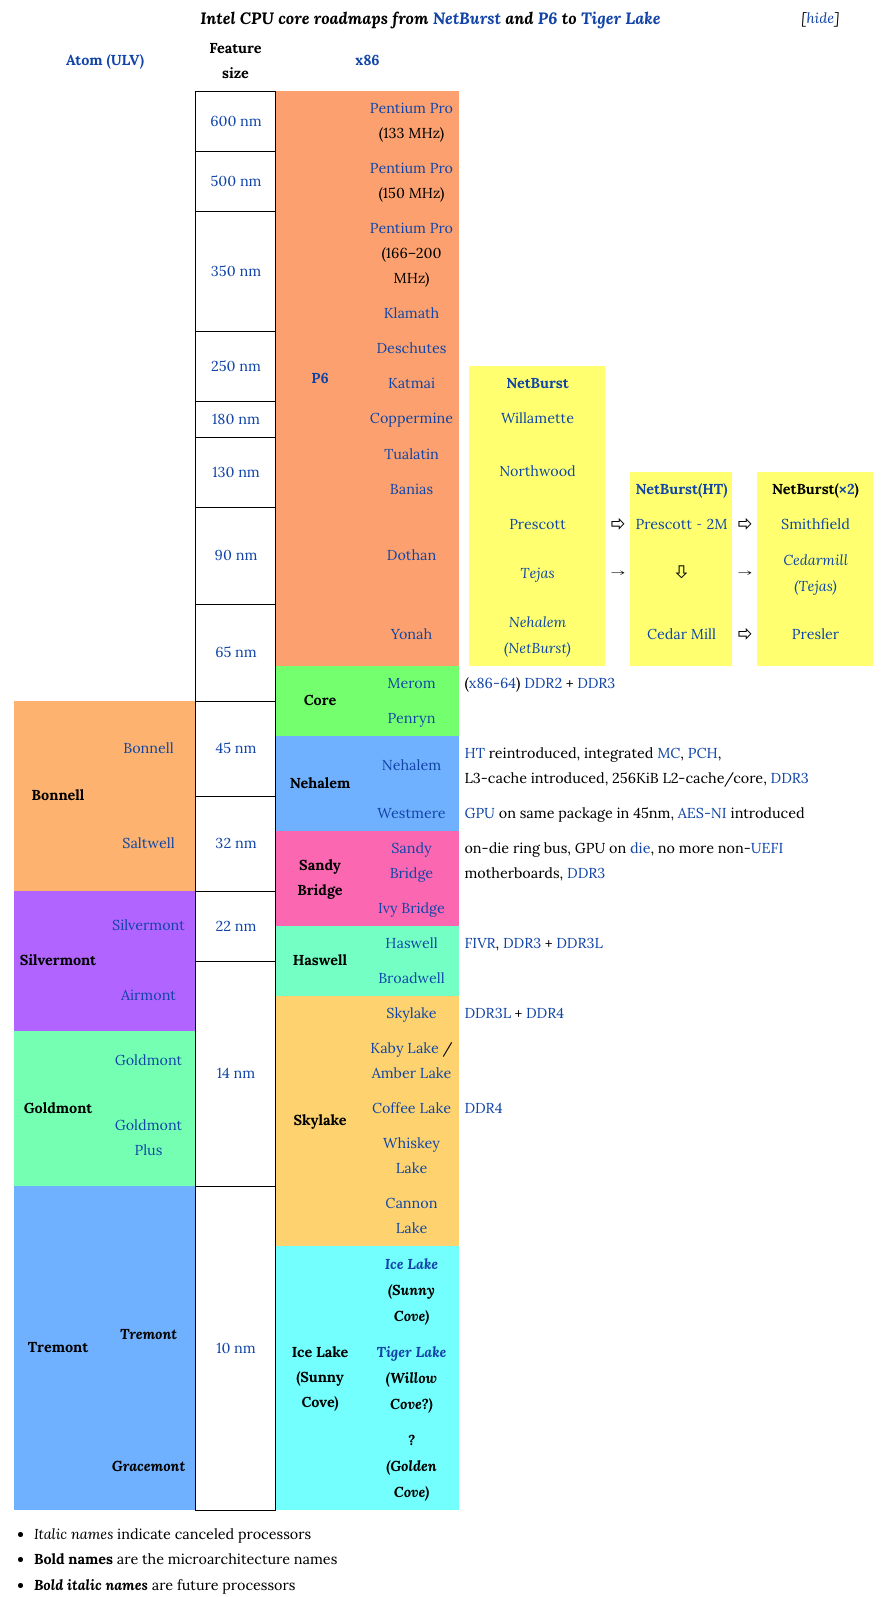 Intel CPU core roadmaps from NetBurst and P6 to Tiger Lake [hide]
Atom (ULV)
Feature
size
x86
600 nm
P6
Pentium Pro
(133 MHz)
500 nm
Pentium Pro
(150 MHz)
350 nm
Pentium Pro
(166–200
MHz)
Klamath
250 nm
Deschutes
Katmai
NetBurst
180 nm
Coppermine
Willamette
130 nm
Tualatin
Northwood
Banias
NetBurst(HT)
NetBurst(×2)
90 nm
Dothan
Prescott
⇨
Prescott - 2M
⇨
Smithfield
Tejas
→
⇩
→
Cedarmill
(Tejas)
65 nm
Yonah
Nehalem
(NetBurst)
Cedar Mill
⇨
Presler
Core
Merom
(x86-64) DDR2 + DDR3
Penryn
Bonnell
Bonnell
45 nm
Nehalem
Nehalem
HT reintroduced, integrated MC, PCH,
L3-cache introduced, 256KiB L2-cache/core, DDR3
Saltwell
32 nm
Westmere
GPU on same package in 45nm, AES-NI introduced
Sandy
Bridge
Sandy
Bridge
on-die ring bus, GPU on die, no more non-UEFI
motherboards, DDR3
Silvermont
Silvermont
22 nm
Ivy Bridge
Haswell
Haswell
FIVR, DDR3 + DDR3L
Airmont
14 nm
Broadwell
Skylake
Skylake
DDR3L + DDR4
Goldmont
Goldmont
Kaby Lake /
Amber Lake
Goldmont
Plus
Coffee Lake
DDR4
Whiskey
Lake
Tremont
Tremont
10 nm
Cannon
Lake
Ice Lake
(Sunny
Cove)
Ice Lake
(Sunny
Cove)
Tiger Lake
(Willow
Cove?)
Gracemont
?
(Golden
Cove)
• Italic names indicate canceled processors
• Bold names are the microarchitecture names
• Bold italic names are future processors